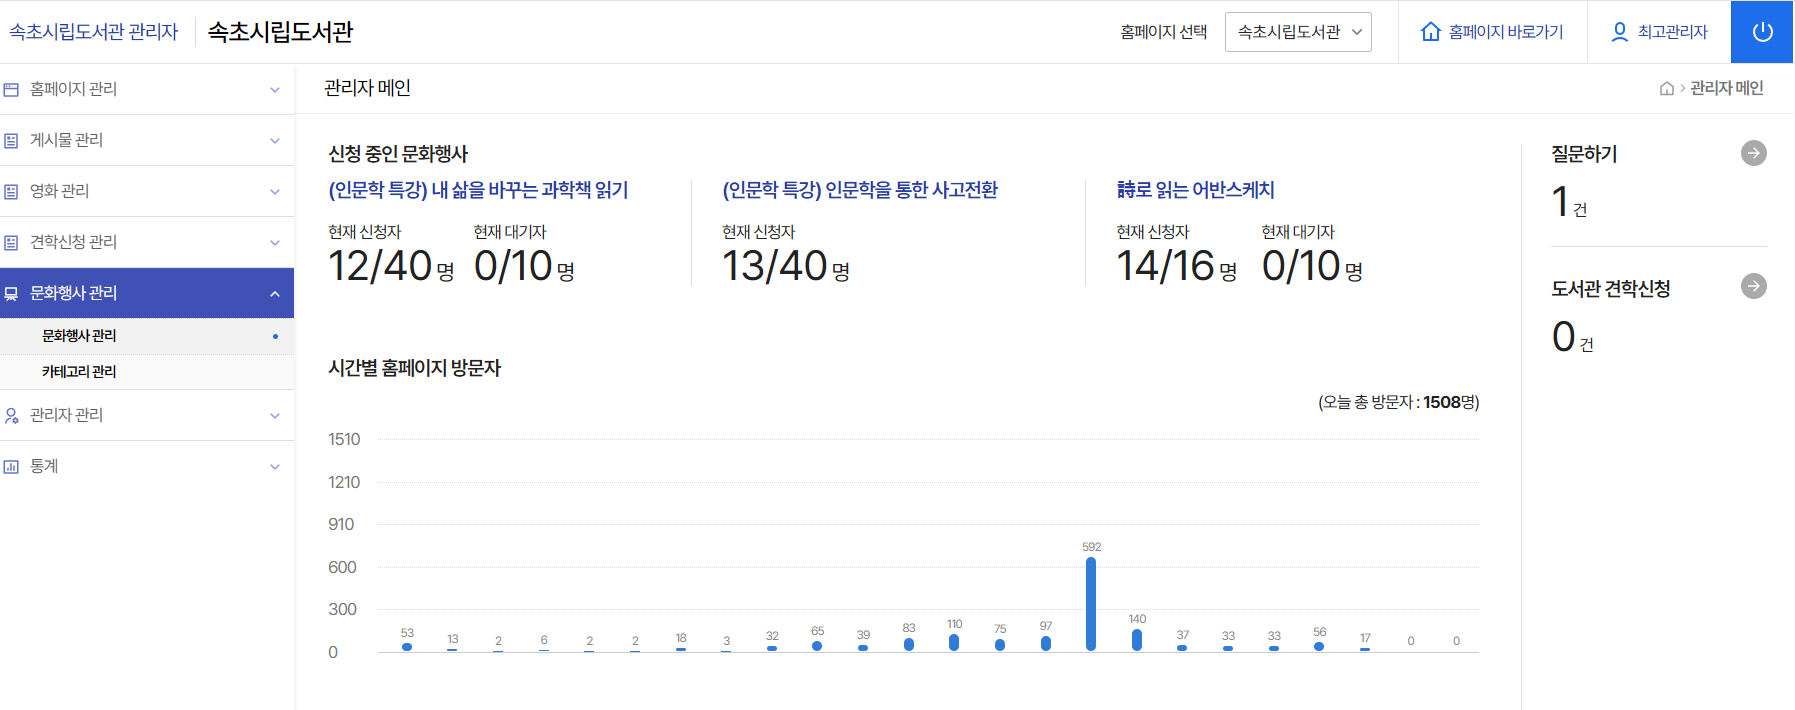 속초시립도서관 관리자
속초시립도서관
홈페이지 선택
속초시립도서관
홈페이지 바로가기
최고관리자
홈페이지 관리
게시물 관리
영화 관리
견학신청 관리
문화행사 관리
문화행사 관리
카테고리 관리
관리자 관리
통계
관리자 메인
관리자 메인
신청 중인 문화행사
(인문학 특강) 내 삶을 바꾸는 과학책 읽기
현재 신청자
12/40 명
현재 대기자
0/10 명
(인문학 특강) 인문학을 통한 사고전환
현재 신청자
13/40 명
詩로 읽는 어반스케치
현재 신청자
14/16 명
현재 대기자
0/10 명
질문하기
1 건
도서관 견학신청
0 건
시간별 홈페이지 방문자
(오늘 총 방문자 : 1508명)
1510
1210
910
600
300
0
53
13
2
6
2
2
18
3
32
65
39
83
110
75
97
592
140
37
33
33
56
17
0
0